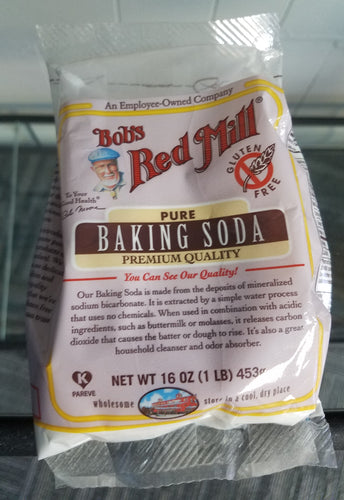 An Employee-Owned Company
Bob's
Red Mill®
GLUTEN
FREE
To Your
Good Health®
Bob Moore
PURE
BAKING SODA
PREMIUM QUALITY
You Can See Our Quality!
Our Baking Soda is made from the deposits of mineralized
sodium bicarbonate. It is extracted by a simple water process
that uses no chemicals. When used in combination with acidic
ingredients, such as buttermilk or molasses, it releases carbon
dioxide that causes the batter or dough to rise. It's also a great
household cleanser and odor absorber.
K
PAREVE
NET WT 16 OZ (1 LB) 453g
wholesome
store in a cool, dry place